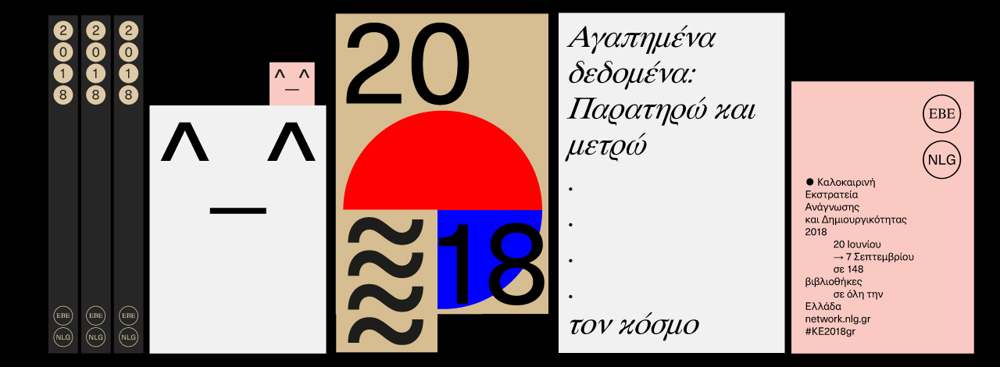 2 2 2
0 0 0
1 1 1
8 8 8
EBE EBE EBE
NLG NLG NLG
^ ^
_
^ ^
_
20
18
Αγαπημένα
δεδομένα:
Παρατηρώ και
μετρώ
.
.
.
.
τον κόσμο
EBE
NLG
● Καλοκαιρινή
Εκστρατεία
Ανάγνωσης
και Δημιουργικότητας
2018
20 Ιουνίου
→ 7 Σεπτεμβρίου
σε 148
βιβλιοθήκες
σε όλη την
Ελλάδα
network.nlg.gr
#KE2018gr